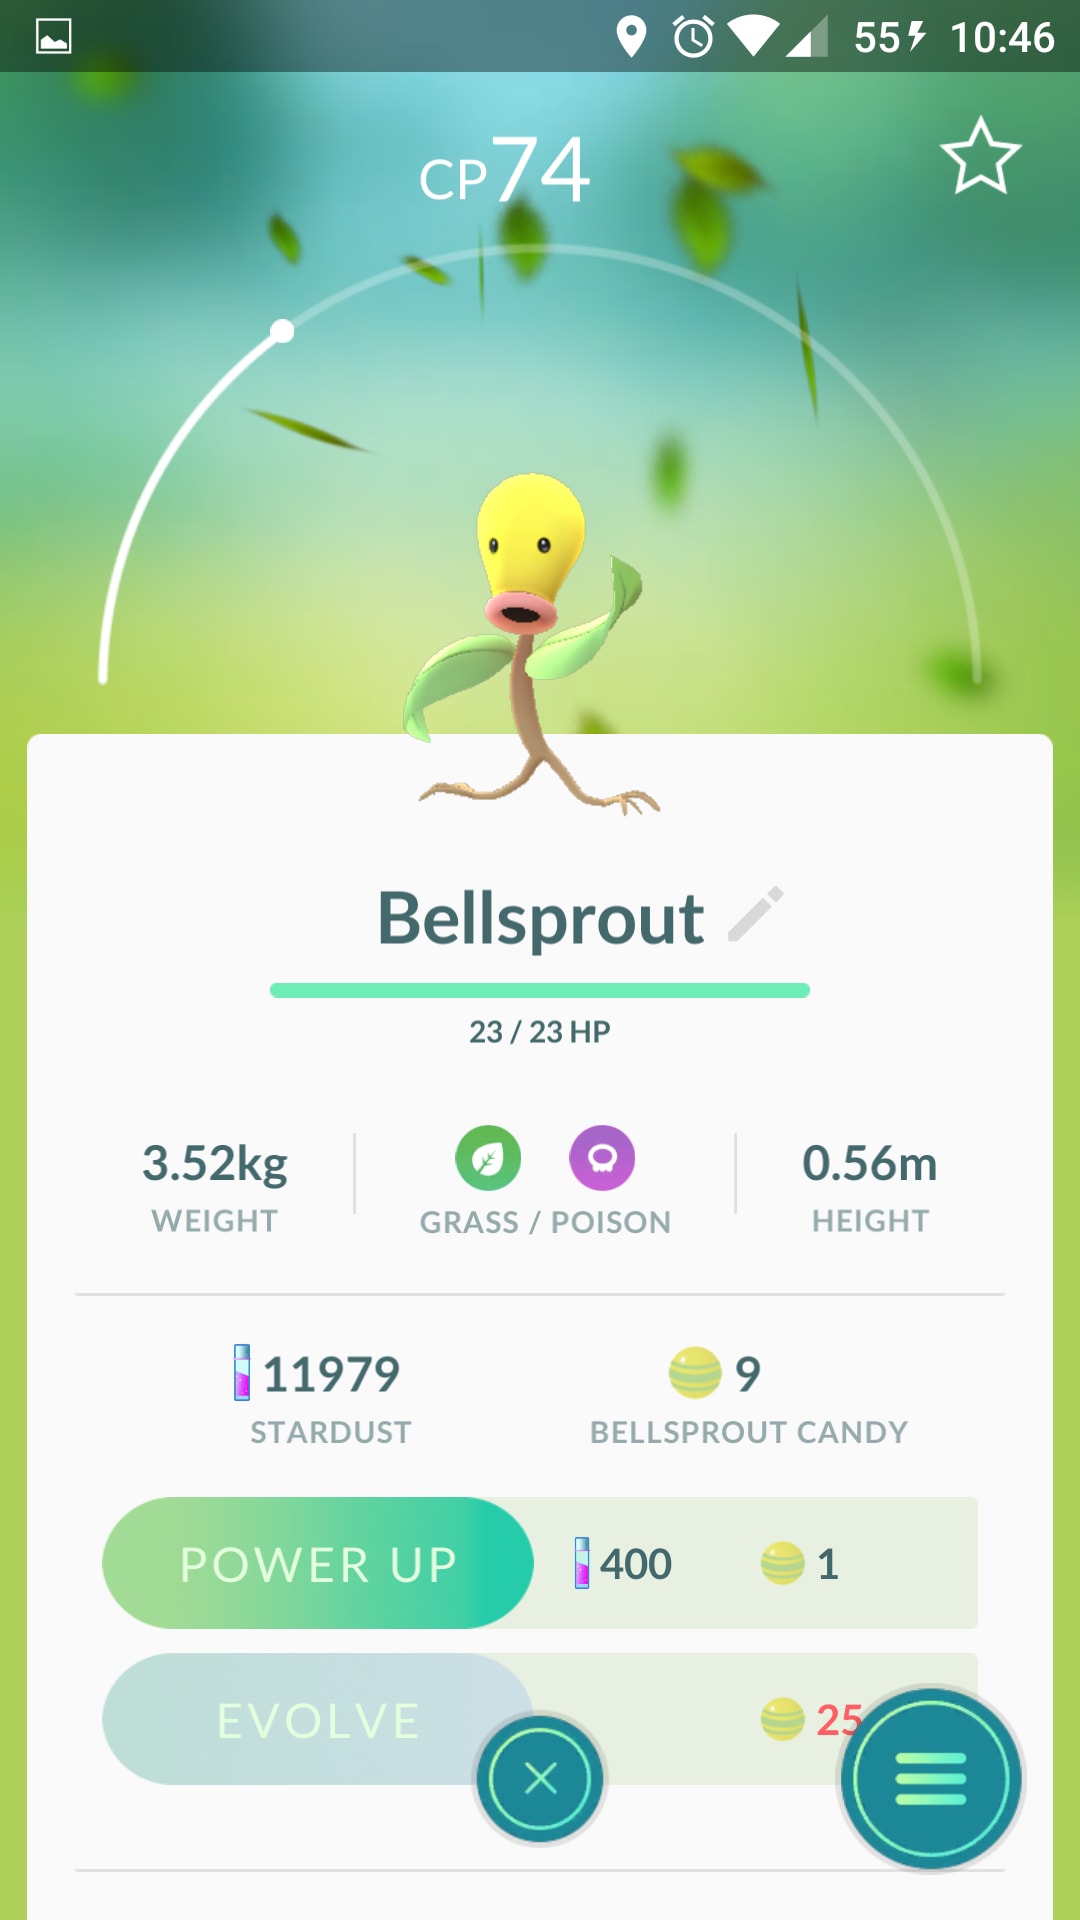 55 10:46
CP74
Bellsprout
23 / 23 HP
3.52kg
WEIGHT
GRASS / POISON
0.56m
HEIGHT
11979
STARDUST
9
BELLSPROUT CANDY
POWER UP 400 1
EVOLVE 25